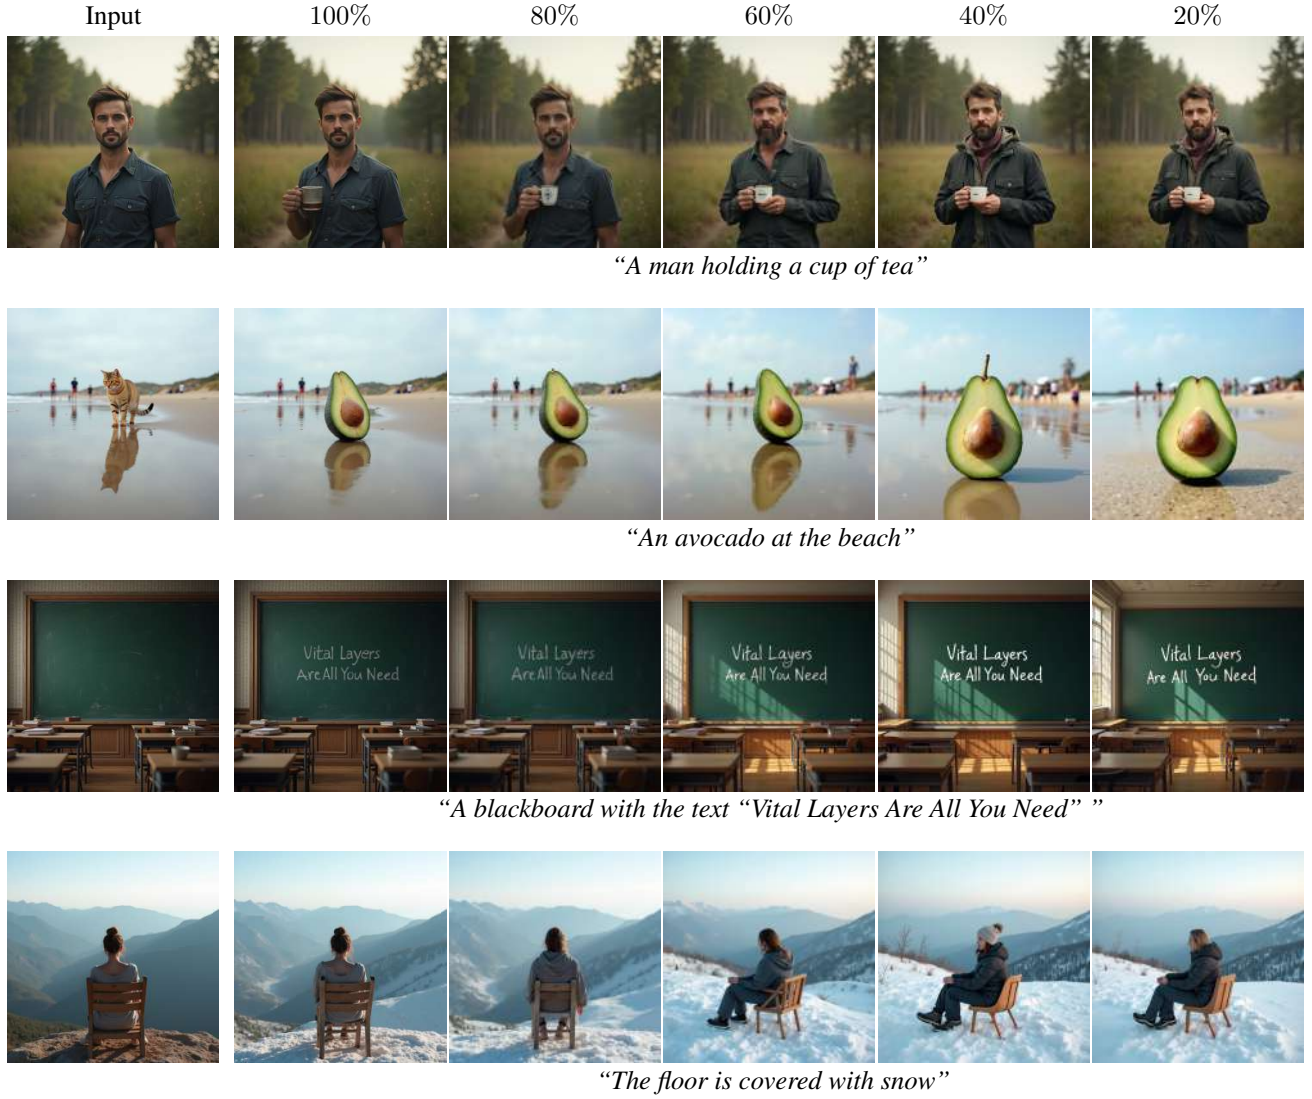 Input 100% 80% 60% 40% 20%
“A man holding a cup of tea”
“An avocado at the beach”
Vital Layers
Are All You Need
Vital Layers
Are All You Need
Vital Layers
Are All You Need
Vital Layers
Are All You Need
Vital Layers
Are All You Need
“A blackboard with the text “Vital Layers Are All You Need” ”
“The floor is covered with snow”